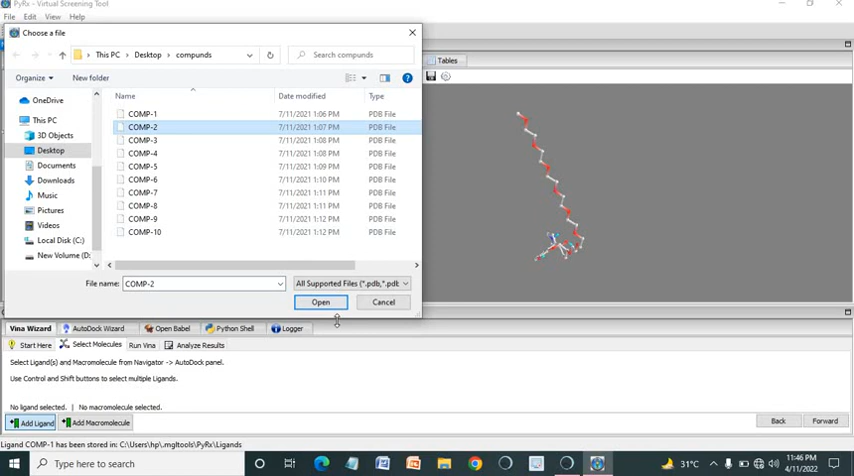 PyRx - Virtual Screening Tool
File Edit View Help
Choose a file
This PC Desktop compunds
Search compunds
Organize New folder
Name Date modified Type
OneDrive
This PC
3D Objects
Desktop
Documents
Downloads
Music
Pictures
Videos
Local Disk (C:)
New Volume (D:
COMP-1 7/11/2021 1:06 PM PDB File
COMP-2 7/11/2021 1:07 PM PDB File
COMP-3 7/11/2021 1:08 PM PDB File
COMP-4 7/11/2021 1:08 PM PDB File
COMP-5 7/11/2021 1:09 PM PDB File
COMP-6 7/11/2021 1:10 PM PDB File
COMP-7 7/11/2021 1:11 PM PDB File
COMP-8 7/11/2021 1:11 PM PDB File
COMP-9 7/11/2021 1:12 PM PDB File
COMP-10 7/11/2021 1:12 PM PDB File
File name: COMP-2 All Supported Files (*.pdb,*.pdb
Open Cancel
Tables
Vina Wizard AutoDock Wizard Open Babel Python Shell Logger
Start Here Select Molecules Run Vina Analyze Results
Select Ligand(s) and Macromolecule from Navigator -> AutoDock panel.
Use Control and Shift buttons to select multiple Ligands.
No ligand selected. | No macromolecule selected. |
Add Ligand Add Macromolecule Back Forward
Ligand COMP-1 has been stored in: C:\Users\hp\.mgltools\PyRx\Ligands
Type here to search
31°C
11:46 PM
4/11/2022